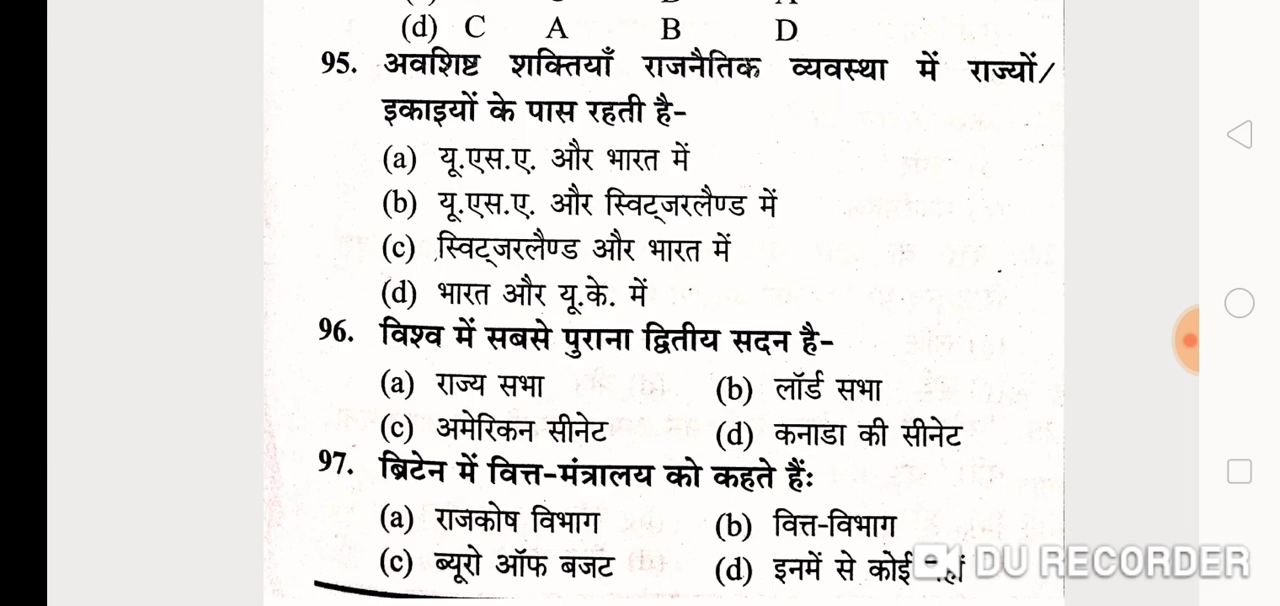 (d) C A B D
95. अवशिष्ट शक्तियाँ राजनैतिक व्यवस्था में राज्यों/
इकाइयों के पास रहती है-
(a) यू.एस.ए. और भारत में
(b) यू.एस.ए. और स्विट्जरलैण्ड में
(c) स्विट्जरलैण्ड और भारत में
(d) भारत और यू.के. में
96. विश्व में सबसे पुराना द्वितीय सदन है-
(a) राज्य सभा (b) लॉर्ड सभा
(c) अमेरिकन सीनेट (d) कनाडा की सीनेट
97. ब्रिटेन में वित्त-मंत्रालय को कहते हैं:
(a) राजकोष विभाग (b) वित्त-विभाग
(c) ब्यूरो ऑफ बजट (d) इनमें से कोई
DU RECORDER